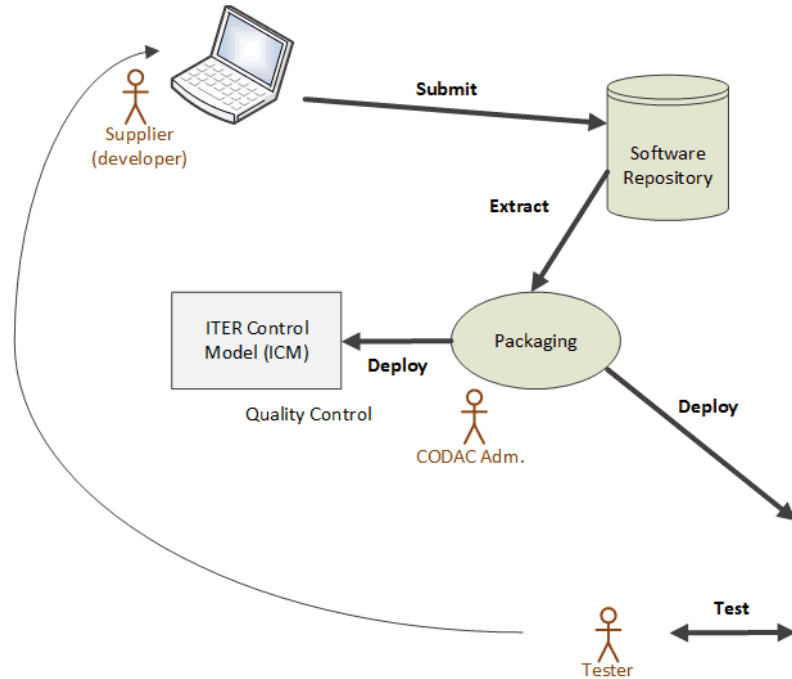 Submit
Supplier
(developer)
Software
Repository
Extract
ITER Control
Model (ICM)
Packaging
Deploy
Deploy
Quality Control
CODAC Adm.
Test
Tester